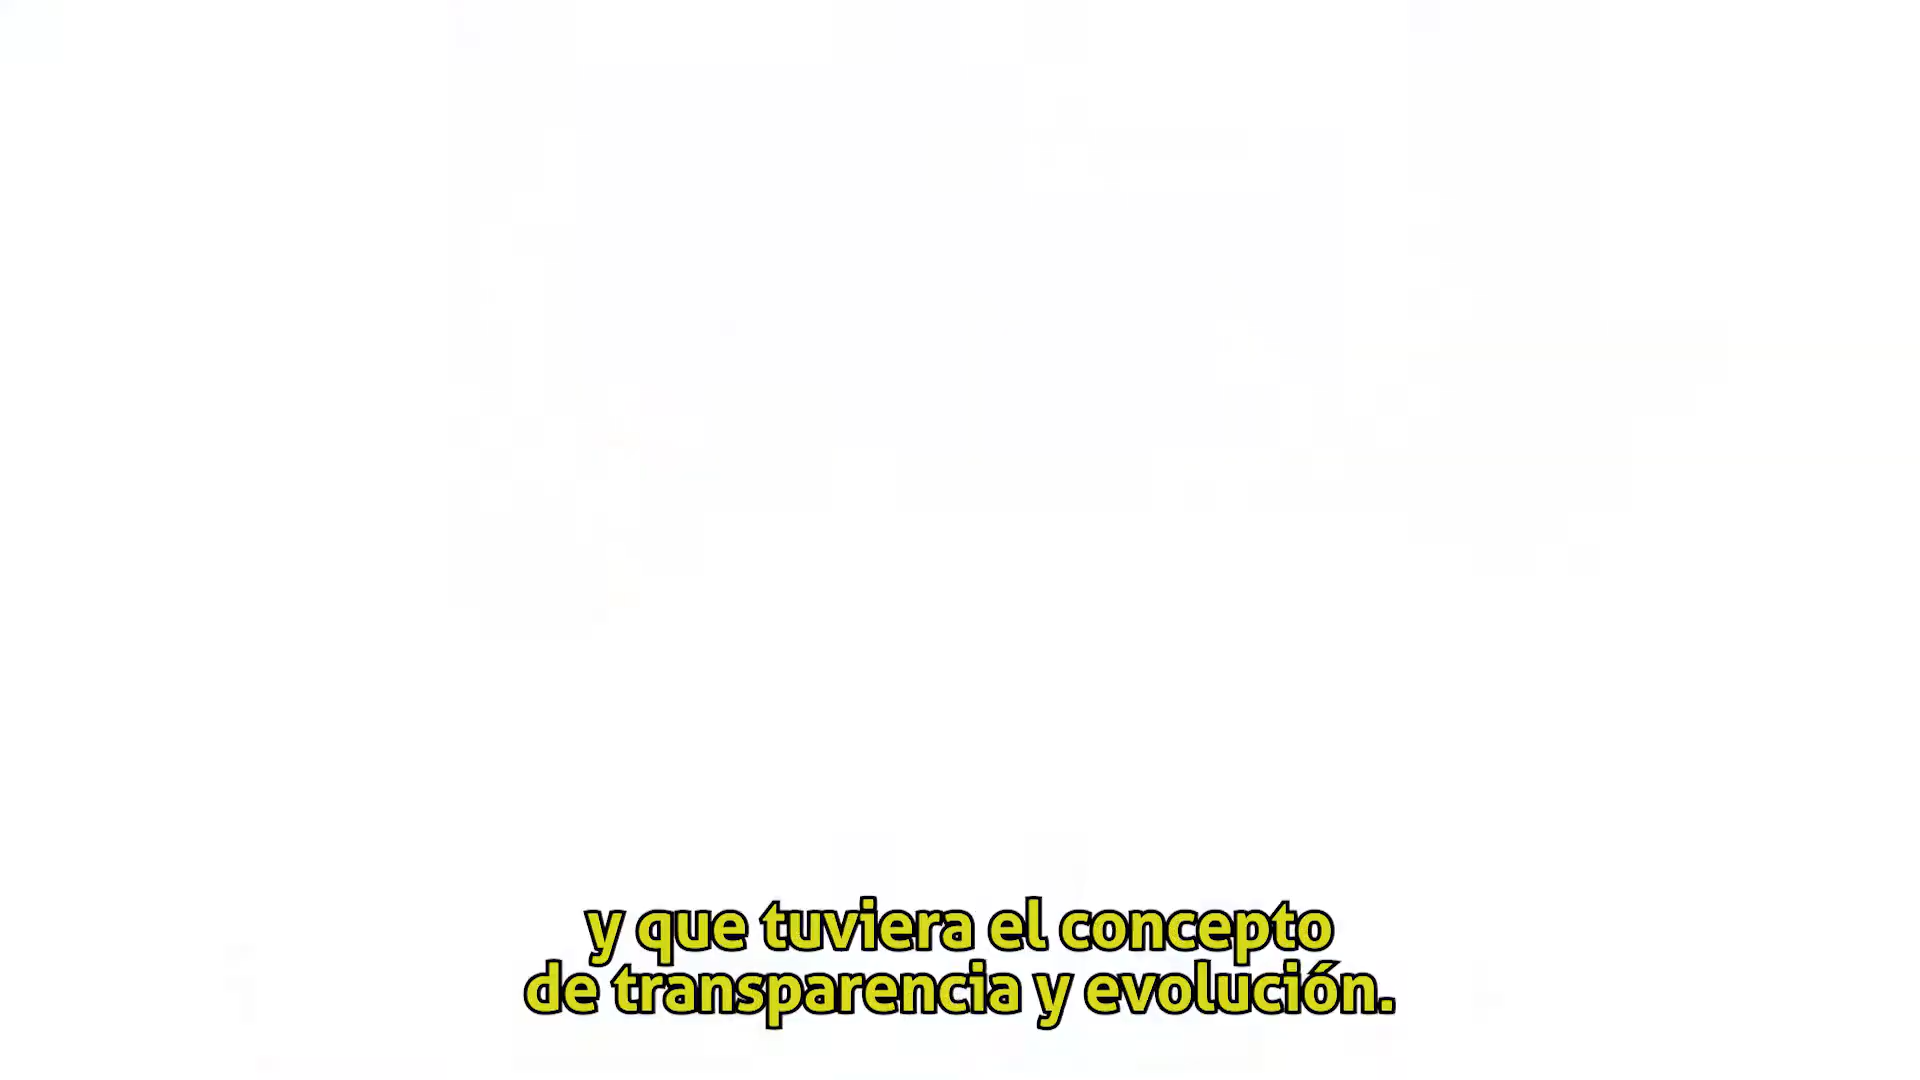 y que tuviera el concepto
de transparencia y evolución.